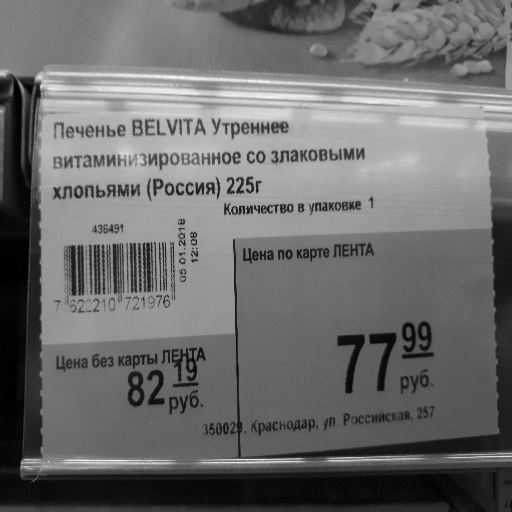 Печенье BELVITA Утреннее
витаминизированное со злаковыми
хлопьями (Россия) 225г
Количество в упаковке 1
436491
05.01.2018
12:08
7 622210 721976
Цена по карте ЛЕНТА
77 99
руб.
Цена без карты ЛЕНТА
82 19
руб.
350029, Краснодар, ул. Российская, 257